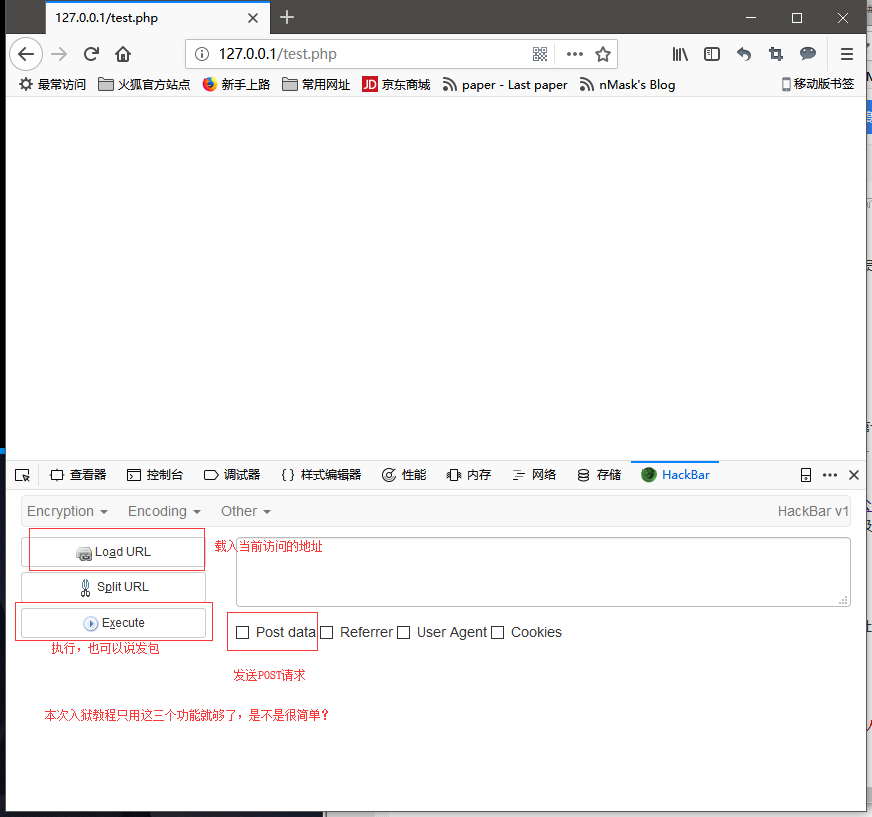 127.0.0.1/test.php
127.0.0.1/test.php
最常访问 火狐官方站点 新手上路 常用网址 JD 京东商城 paper - Last paper nMask's Blog 移动版书签
查看器 控制台 调试器 {} 样式编辑器 性能 内存 网络 存储 HackBar
Encryption Encoding Other HackBar v1
Load URL 载入当前访问的地址
Split URL
Execute Post data Referrer User Agent Cookies
执行，也可以说发包
发送POST请求
本次入狱教程只用这三个功能就够了，是不是很简单？